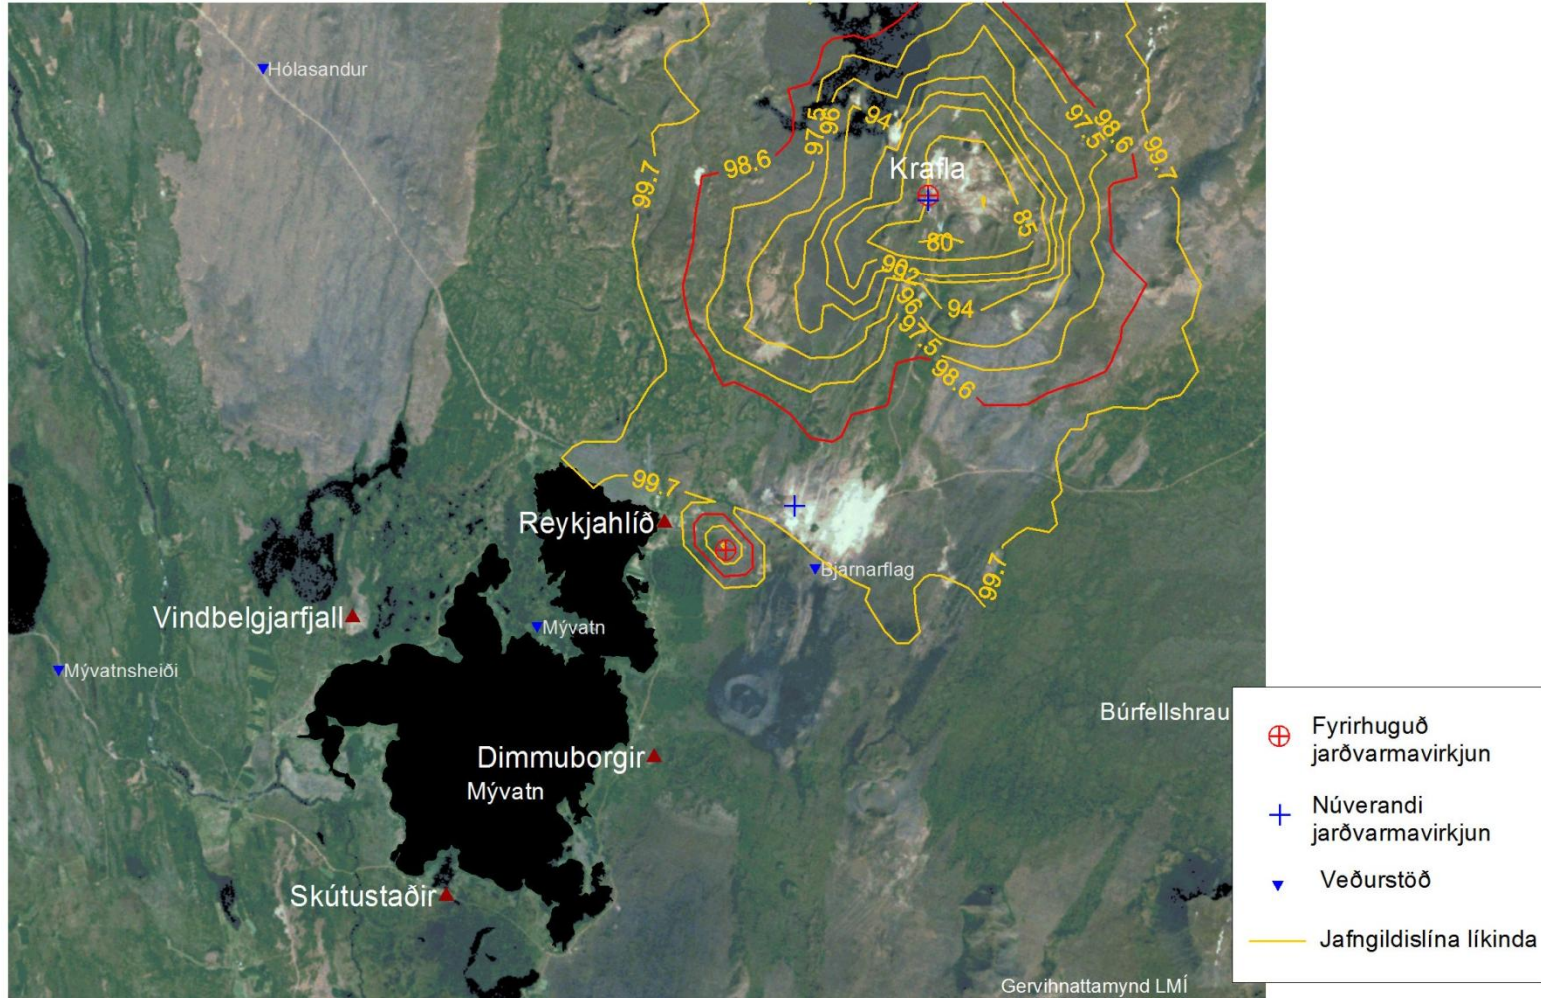 Hólasandur
99.7
98.6
97.5
96
94
97.5
98.6
99.7
Krafla
85
80
90
92
96
94
97.5
98.6
99.7
Reykjahlíð
Bjarnarflag
99.7
Vindbelgjarfjall
Mývatn
Mývatnsheiði
Búrfellshrau
Dimmuborgir
Mývatn
Skútustaðir
Fyrirhuguð
jarðvarmavirkjun
Núverandi
jarðvarmavirkjun
Veðurstöð
Jafngildislína líkinda
Gervihnattamynd LMÍ